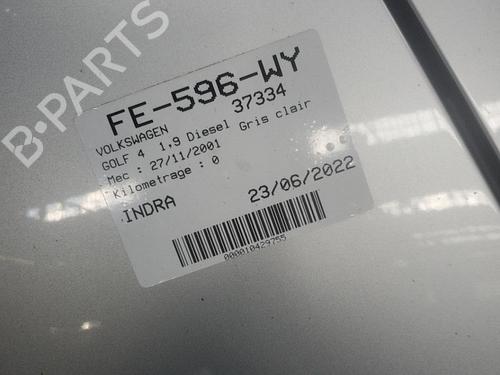 B-PARTS
FE-596-WY
VOLKSWAGEN 37334
GOLF 4 1,9 Diesel Gris clair
Mec : 27/11/2001
Kilometrage : 0
INDRA 23/06/2022
000010429755